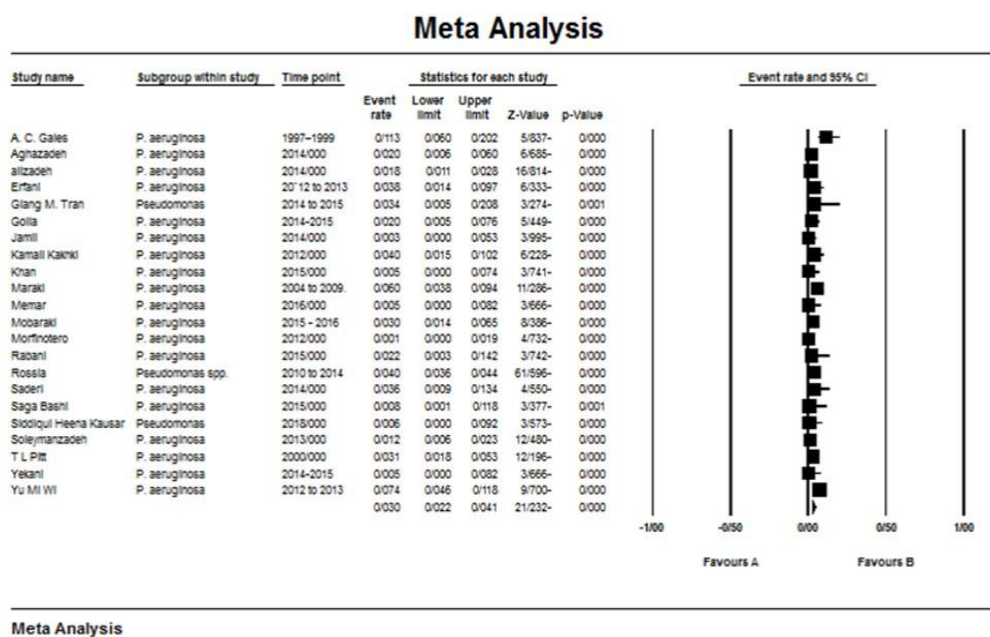 Meta Analysis
Study name Subgroup within study Time point Statistics for each study Event rate and 95% CI
Event Lower Upper
rate limit limit Z-Value p-Value
A. C. Gales P. aeruginosa 1997-1999 0/113 0/060 0/202 5/837- 0/000
Aghazadeh P. aeruginosa 2014/000 0/020 0/006 0/060 6/685- 0/000
alizadeh P. aeruginosa 2014/000 0/018 0/011 0/028 16/814- 0/000
Erfani P. aeruginosa 2012 to 2013 0/038 0/014 0/097 6/333- 0/000
Giang M. Tran Pseudomonas 2014 to 2015 0/034 0/005 0/208 3/274- 0/001
Golia P. aeruginosa 2014-2015 0/020 0/005 0/076 5/449- 0/000
Jamil P. aeruginosa 2014/000 0/003 0/000 0/053 3/995- 0/000
Kamali Kakhki P. aeruginosa 2012/000 0/040 0/015 0/102 6/228- 0/000
Khan P. aeruginosa 2015/000 0/005 0/000 0/074 3/741- 0/000
Maraki P. aeruginosa 2004 to 2009. 0/060 0/038 0/094 11/286- 0/000
Memar P. aeruginosa 2016/000 0/005 0/000 0/082 3/666- 0/000
Mobaraki P. aeruginosa 2015 - 2016 0/030 0/014 0/065 8/386- 0/000
Morfinotero P. aeruginosa 2012/000 0/001 0/000 0/019 4/732- 0/000
Rabani P. aeruginosa 2015/000 0/022 0/003 0/142 3/742- 0/000
Rossia Pseudomonas spp. 2010 to 2014 0/040 0/036 0/044 61/596- 0/000
Saderi P. aeruginosa 2014/000 0/036 0/009 0/134 4/550- 0/000
Saga Bashi P. aeruginosa 2015/000 0/008 0/001 0/118 3/377- 0/001
Siddiqui Heena Kausar Pseudomonas 2018/000 0/006 0/000 0/092 3/573- 0/000
Soleymanzadeh P. aeruginosa 2013/000 0/012 0/006 0/023 12/480- 0/000
T L Pitt P. aeruginosa 2000/000 0/031 0/018 0/053 12/196- 0/000
Yekani P. aeruginosa 2014-2015 0/005 0/000 0/082 3/666- 0/000
Yu Mi Wi P. aeruginosa 2012 to 2013 0/074 0/046 0/118 9/700- 0/000
0/030 0/022 0/041 21/232- 0/000
-1/00 -0/50 0/00 0/50 1/00
Favours A Favours B
Meta Analysis